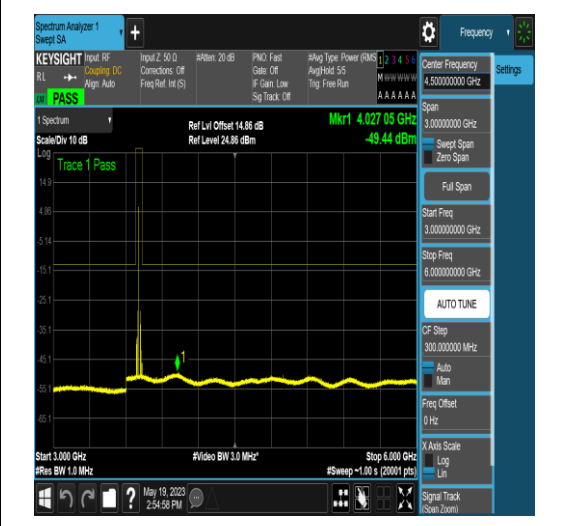 Spectrum Analyzer 1
Swept SA
+
Frequency
KEYSIGHT
RL
Input: RF
Coupling: DC
Align: Auto
Input Z: 50 Ω
Corrections: Off
Freq Ref: Int (S)
#Atten: 20 dB
PNO: Fast
Gate: Off
IF Gain: Low
Sig Track: Off
#Avg Type: Power (RMS
Avg|Hold: 5/5
Trig: Free Run
1 2 3 4 5 6
M W W W W W
A A A A A A
PASS
1 Spectrum
Scale/Div 10 dB
Ref Lvl Offset 14.86 dB
Ref Level 24.86 dBm
Mkr1 4.027 05 GHz
-49.44 dBm
Log
Trace 1 Pass
14.9
4.86
-5.14
-15.1
-25.1
-35.1
-45.1
-55.1
-65.1
1
Start 3.000 GHz
#Res BW 1.0 MHz
#Video BW 3.0 MHz*
Stop 6.000 GHz
#Sweep ~1.00 s (20001 pts)
?
May 19, 2023
2:54:58 PM
Center Frequency
4.500000000 GHz
Settings
Span
3.00000000 GHz
Swept Span
Zero Span
Full Span
Start Freq
3.000000000 GHz
Stop Freq
6.000000000 GHz
AUTO TUNE
CF Step
300.000000 MHz
Auto
Man
Freq Offset
0 Hz
X Axis Scale
Log
Lin
Signal Track
(Span Zoom)